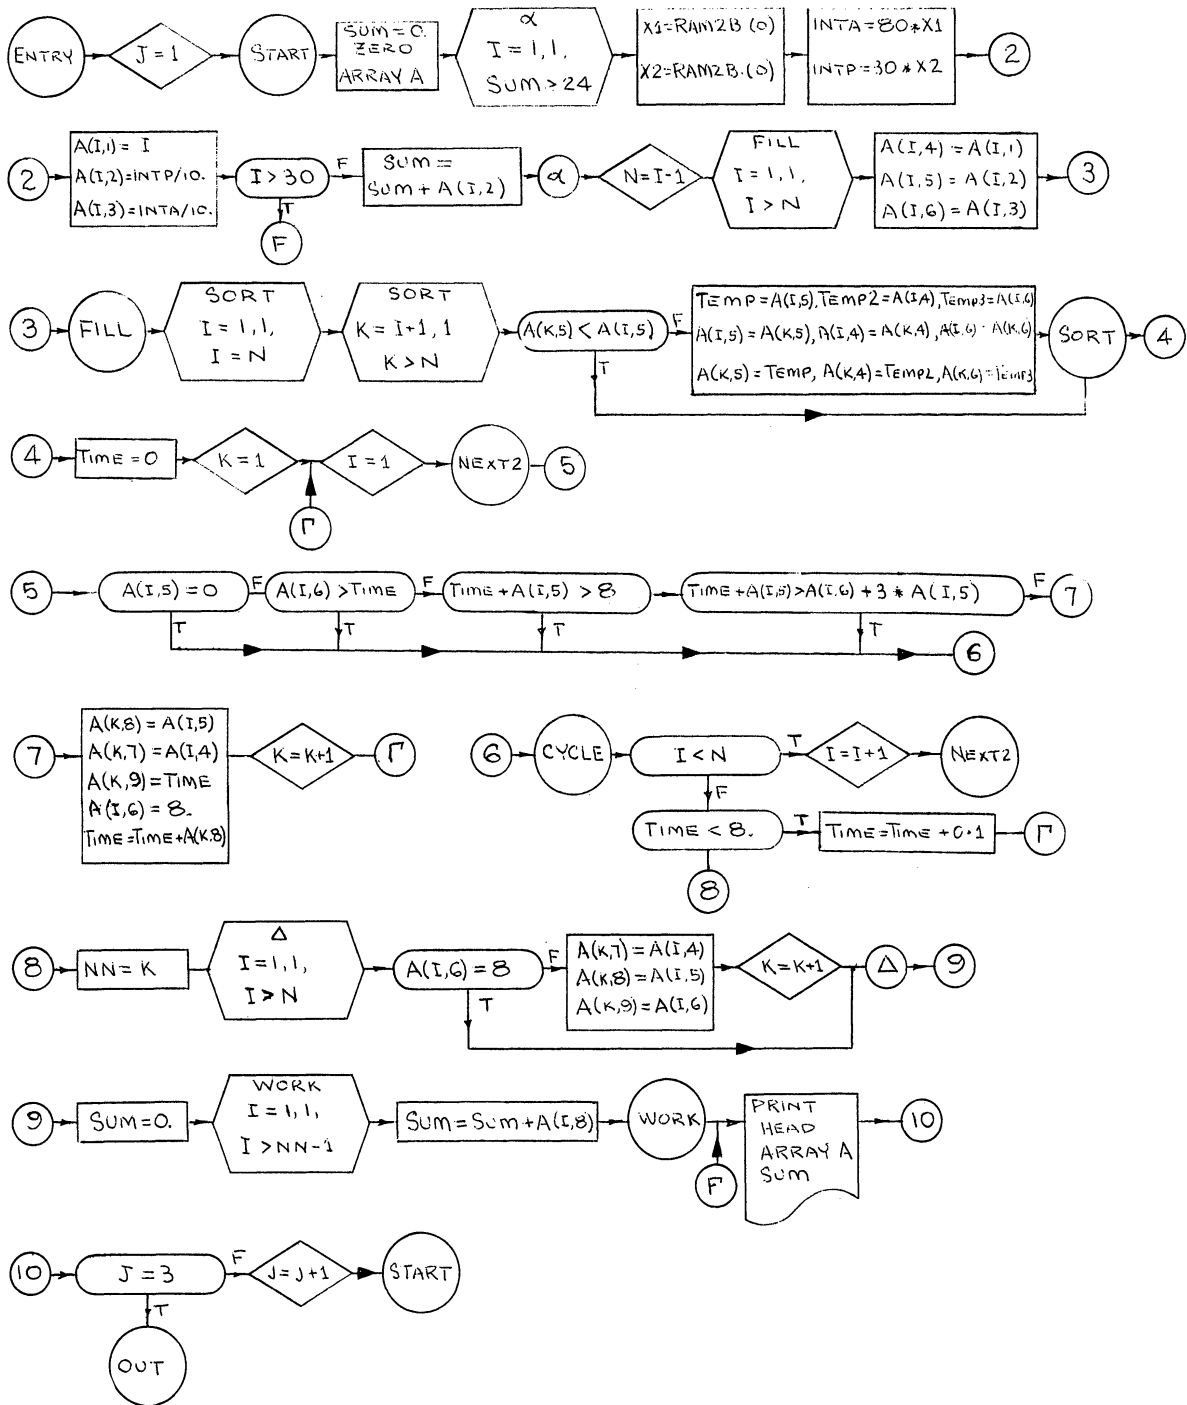 ENTRY
J = 1
START
SUM = 0.
ZERO
ARRAY A
α
I = 1, 1,
SUM > 24
X1=RAM2B.(0)
X2=RAM2B.(0)
INTA=80*X1
INTP=30*X2
2
2
A(I,1) = I
A(I,2)=INTP/10.
A(I,3)=INTA/10.
I > 30
F
T
F
SUM =
SUM + A(I,2)
α
N=I-1
FILL
I = 1, 1,
I > N
A(I,4) = A(I,1)
A(I,5) = A(I,2)
A(I,6) = A(I,3)
3
3
FILL
SORT
I = 1, 1,
I = N
SORT
K = I+1, 1
K > N
A(K,5) < A(I,5)
F
T
TEMP = A(I,5), TEMP2 = A(I,4), TEMP3=A(I,6)
A(I,5) = A(K,5), A(I,4) = A(K,4), A(I,6) = A(K,6)
A(K,5) = TEMP, A(K,4) = TEMP2, A(K,6) = TEMP3
SORT
4
4
TIME = 0
K = 1
Γ
I = 1
NEXT2
5
5
A(I,5) = 0
F
A(I,6) > TIME
F
TIME + A(I,5) > 8
TIME + A(I,5) > A(I,6) + 3 * A(I,5)
F
7
T
T
T
T
6
7
A(K,8) = A(I,5)
A(K,7) = A(I,4)
A(K,9) = TIME
A(I,6) = 8.
TIME=TIME+A(K,8)
K=K+1
Γ
6
CYCLE
I < N
T
I=I+1
NEXT2
F
TIME < 8.
T
TIME=TIME + 0.1
Γ
8
8
NN = K
Δ
I=1, 1,
I > N
A(I,6) = 8
F
T
A(K,7) = A(I,4)
A(K,8) = A(I,5)
A(K,9) = A(I,6)
K=K+1
Δ
9
9
SUM=0.
WORK
I = 1, 1,
I > NN-1
SUM = SUM + A(I,8)
WORK
F
PRINT
HEAD
ARRAY A
SUM
10
10
J = 3
F
T
J=J+1
START
OUT